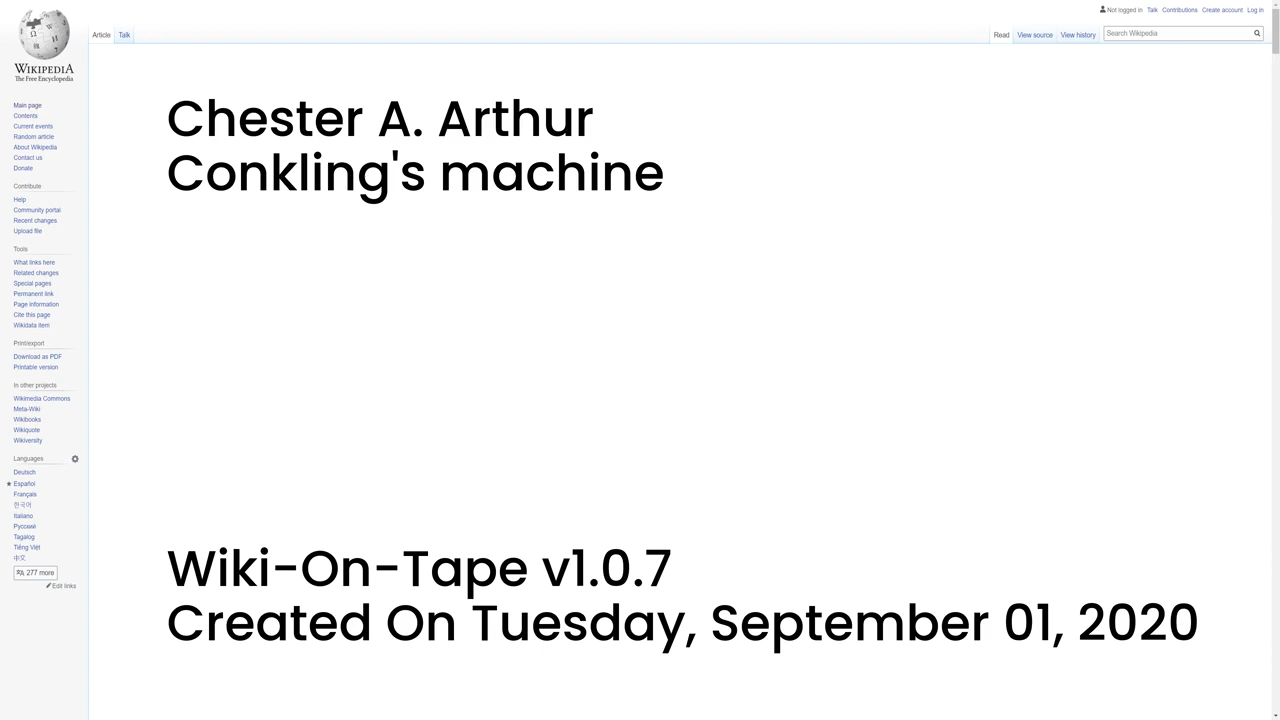 Not logged in Talk Contributions Create account Log in
Article Talk Read View source View history Search Wikipedia
WIKIPEDIA
The Free Encyclopedia
Main page
Contents
Current events
Random article
About Wikipedia
Contact us
Donate
Contribute
Help
Community portal
Recent changes
Upload file
Tools
What links here
Related changes
Special pages
Permanent link
Page information
Cite this page
Wikidata item
Print/export
Download as PDF
Printable version
In other projects
Wikimedia Commons
Meta-Wiki
Wikibooks
Wikiquote
Wikiversity
Languages
Deutsch
Español
Français
한국어
Italiano
Русский
Tagalog
Tiếng Việt
中文
277 more
Edit links
Chester A. Arthur
Conkling's machine
Wiki-On-Tape v1.0.7
Created On Tuesday, September 01, 2020